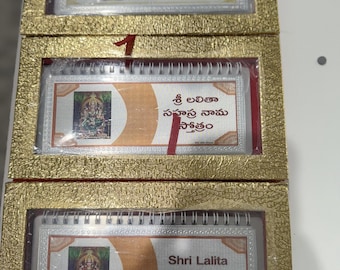 శ్రీ లలితా
సహస్ర నామ
స్తోత్రం
Shri Lalita